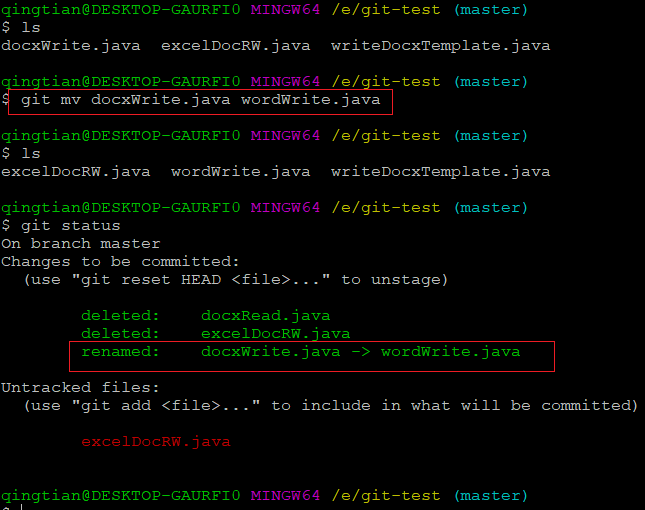 qingtian@DESKTOP-GAURFI0 MINGW64 /e/git-test (master)
$ ls
docxWrite.java  excelDocRW.java  writeDocxTemplate.java
qingtian@DESKTOP-GAURFI0 MINGW64 /e/git-test (master)
$ git mv docxWrite.java wordWrite.java
qingtian@DESKTOP-GAURFI0 MINGW64 /e/git-test (master)
$ ls
excelDocRW.java  wordWrite.java  writeDocxTemplate.java
qingtian@DESKTOP-GAURFI0 MINGW64 /e/git-test (master)
$ git status
On branch master
Changes to be committed:
  (use "git reset HEAD <file>..." to unstage)
        deleted:    docxRead.java
        deleted:    excelDocRW.java
        renamed:    docxWrite.java -> wordWrite.java
Untracked files:
  (use "git add <file>..." to include in what will be committed)
        excelDocRW.java
qingtian@DESKTOP-GAURFI0 MINGW64 /e/git-test (master)
$